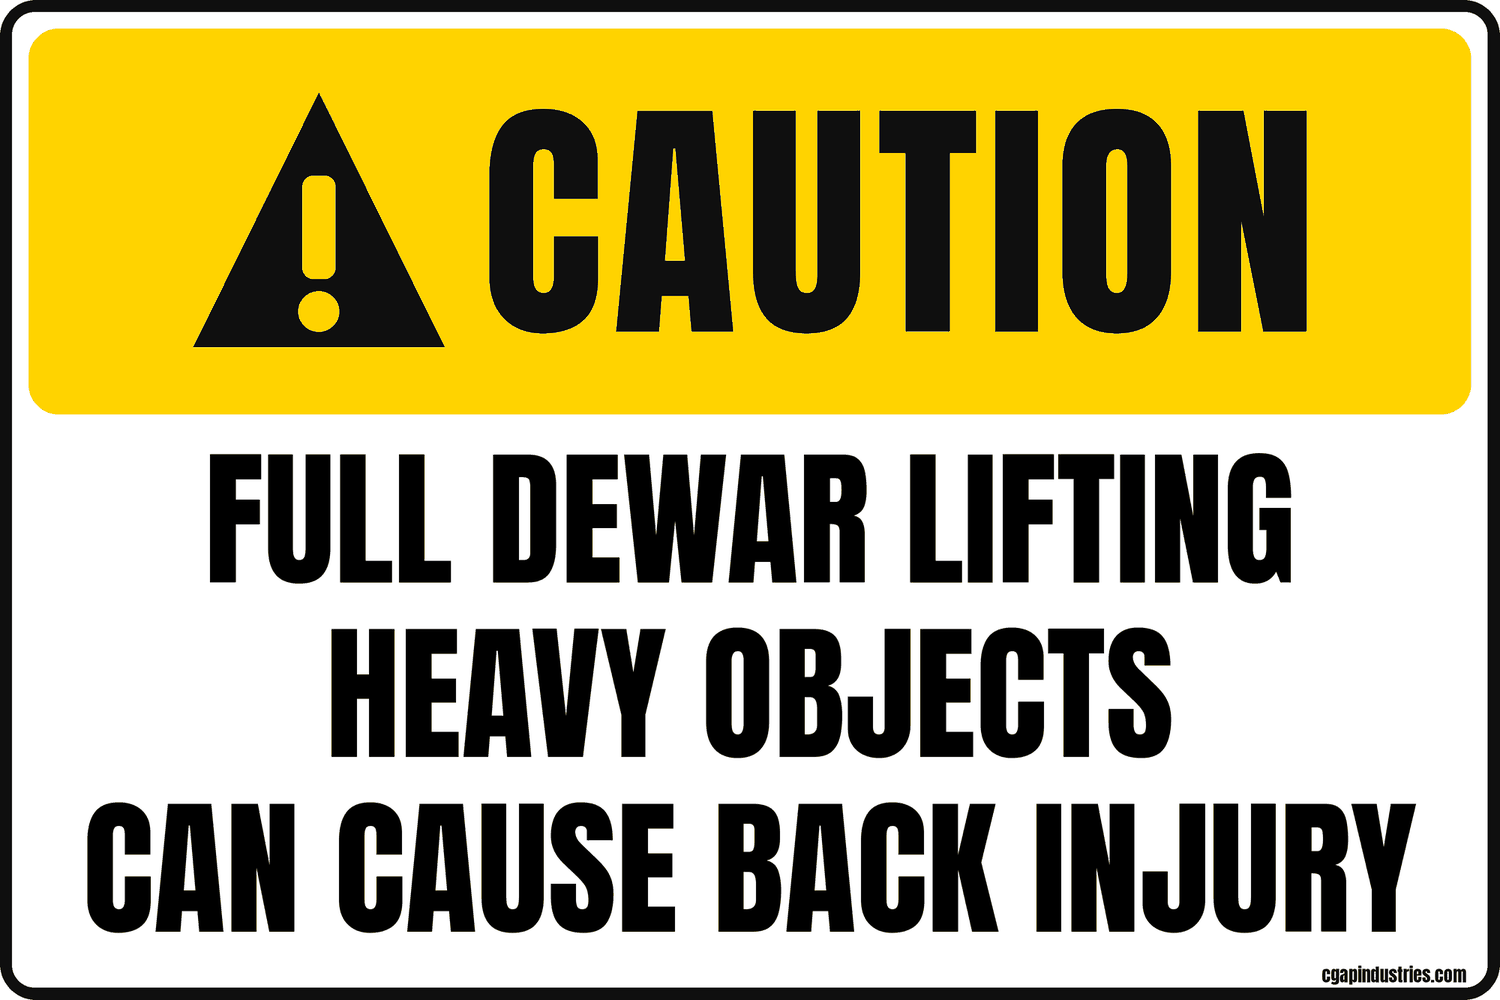 CAUTION
FULL DEWAR LIFTING
HEAVY OBJECTS
CAN CAUSE BACK INJURY
cgapindustries.com